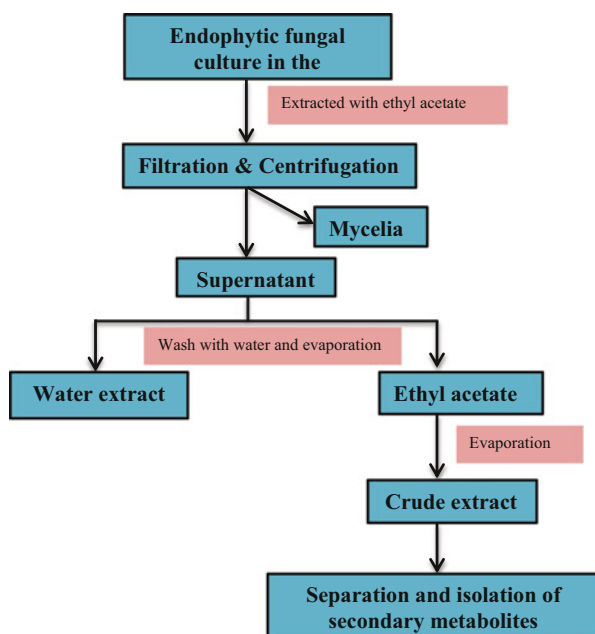 Endophytic fungal
culture in the
Extracted with ethyl acetate
Filtration & Centrifugation
Mycelia
Supernatant
Wash with water and evaporation
Water extract
Ethyl acetate
Evaporation
Crude extract
Separation and isolation of
secondary metabolites